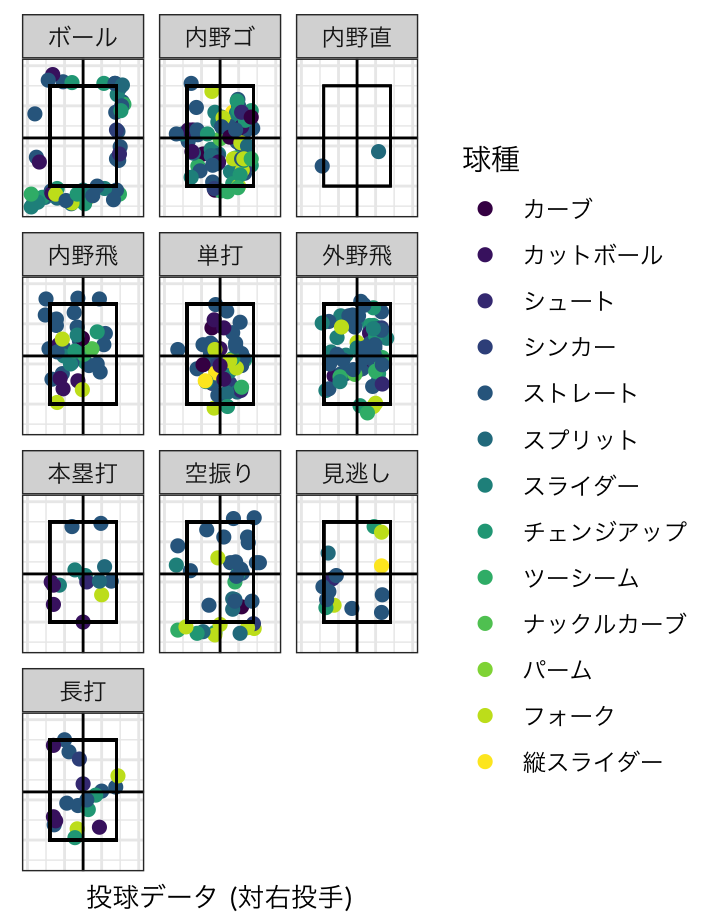 ボール
内野ゴ
内野直
内野飛
単打
外野飛
本塁打
空振り
見逃し
長打
球種
カーブ
カットボール
シュート
シンカー
ストレート
スプリット
スライダー
チェンジアップ
ツーシーム
ナックルカーブ
パーム
フォーク
縦スライダー
投球データ (対右投手)